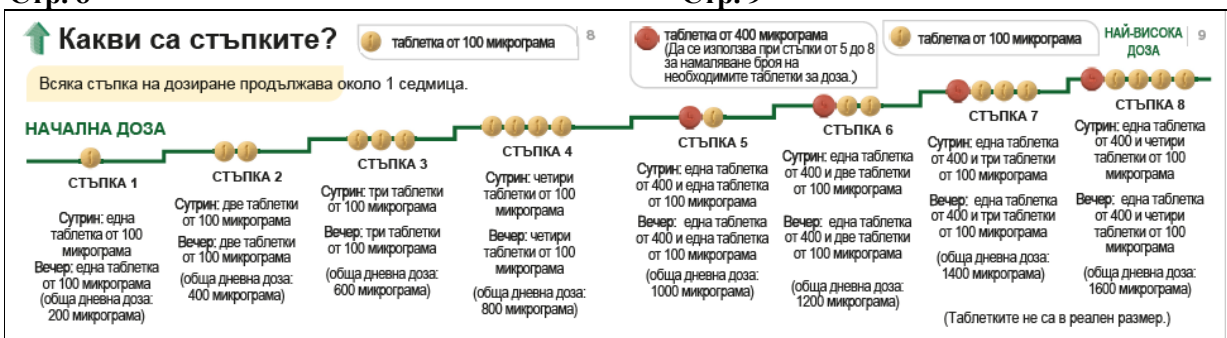 Какви са стъпките?
таблетка от 100 микрограма
8
Всяка стъпка на дозиране продължава около 1 седмица.
НАЧАЛНА ДОЗА
СТЪПКА 1
Сутрин: една
таблетка от 100
микрограма
Вечер: една таблетка
от 100 микрограма
(обща дневна доза:
200 микрограма)
СТЪПКА 2
Сутрин: две таблетки
от 100 микрограма
Вечер: две таблетки
от 100 микрограма
(обща дневна доза:
400 микрограма)
СТЪПКА 3
Сутрин: три таблетки
от 100 микрограма
Вечер: три таблетки
от 100 микрограма
(обща дневна доза:
600 микрограма)
СТЪПКА 4
Сутрин: четири
таблетки от 100
микрограма
Вечер: четири
таблетки от 100
микрограма
(обща дневна доза:
800 микрограма)
таблетка от 400 микрограма
(Да се използва при стъпки от 5 до 8
за намаляване броя на
необходимите таблетки за доза.)
таблетка от 100 микрограма
НАЙ-ВИСОКА
ДОЗА
9
СТЪПКА 5
Сутрин: една таблетка
от 400 и една таблетка
от 100 микрограма
Вечер: една таблетка
от 400 и една таблетка
от 100 микрограма
(обща дневна доза:
1000 микрограма)
СТЪПКА 6
Сутрин: една таблетка
от 400 и две таблетки
от 100 микрограма
Вечер: една таблетка
от 400 и две таблетки
от 100 микрограма
(обща дневна доза:
1200 микрограма)
СТЪПКА 7
Сутрин: една таблетка
от 400 и три таблетки
от 100 микрограма
Вечер: една таблетка
от 400 и три таблетки
от 100 микрограма
(обща дневна доза:
1400 микрограма)
СТЪПКА 8
Сутрин: една таблетка
от 400 и четири
таблетки от 100
микрограма
Вечер: една таблетка
от 400 и четири
таблетки от 100
микрограма
(обща дневна доза:
1600 микрограма)
(Таблетките не са в реален размер.)